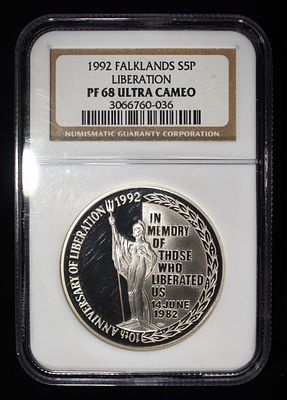 1992 FALKLANDS S5P
LIBERATION
PF 68 ULTRA CAMEO
3066760-036
NUMISMATIC GUARANTY CORPORATION
10th ANNIVERSARY OF LIBERATION 1992
IN
MEMORY
OF
THOSE
WHO
LIBERATED
US
14 JUNE
1982